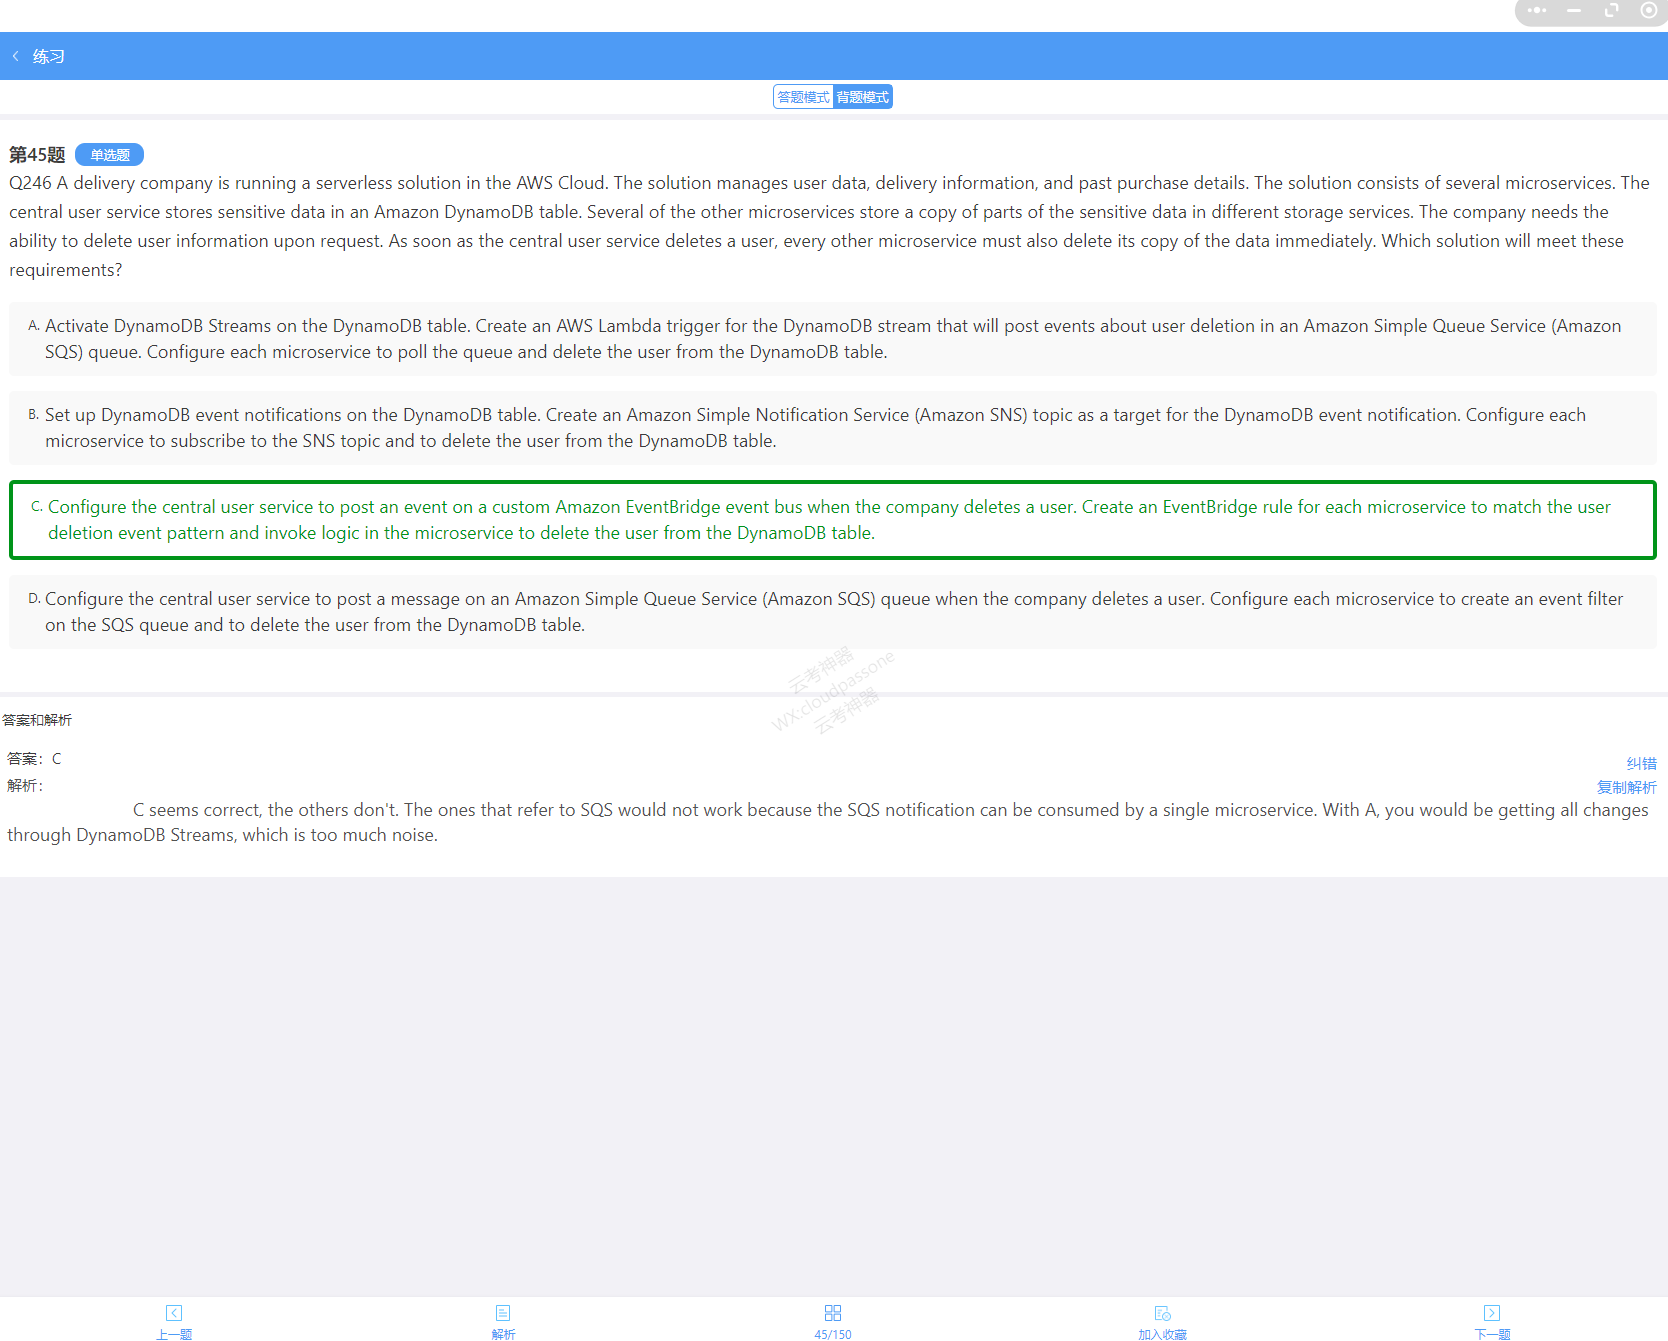 练习
答题模式 背题模式
第45题 单选题
Q246 A delivery company is running a serverless solution in the AWS Cloud. The solution manages user data, delivery information, and past purchase details. The solution consists of several microservices. The
central user service stores sensitive data in an Amazon DynamoDB table. Several of the other microservices store a copy of parts of the sensitive data in different storage services. The company needs the
ability to delete user information upon request. As soon as the central user service deletes a user, every other microservice must also delete its copy of the data immediately. Which solution will meet these
requirements?
A. Activate DynamoDB Streams on the DynamoDB table. Create an AWS Lambda trigger for the DynamoDB stream that will post events about user deletion in an Amazon Simple Queue Service (Amazon
SQS) queue. Configure each microservice to poll the queue and delete the user from the DynamoDB table.
B. Set up DynamoDB event notifications on the DynamoDB table. Create an Amazon Simple Notification Service (Amazon SNS) topic as a target for the DynamoDB event notification. Configure each
microservice to subscribe to the SNS topic and to delete the user from the DynamoDB table.
C. Configure the central user service to post an event on a custom Amazon EventBridge event bus when the company deletes a user. Create an EventBridge rule for each microservice to match the user
deletion event pattern and invoke logic in the microservice to delete the user from the DynamoDB table.
D. Configure the central user service to post a message on an Amazon Simple Queue Service (Amazon SQS) queue when the company deletes a user. Configure each microservice to create an event filter
on the SQS queue and to delete the user from the DynamoDB table.
云考神器
WX:cloudpassone
云考神器
答案和解析
答案：C
纠错
解析：
复制解析
C seems correct, the others don't. The ones that refer to SQS would not work because the SQS notification can be consumed by a single microservice. With A, you would be getting all changes
through DynamoDB Streams, which is too much noise.
上一题 解析 45/150 加入收藏 下一题